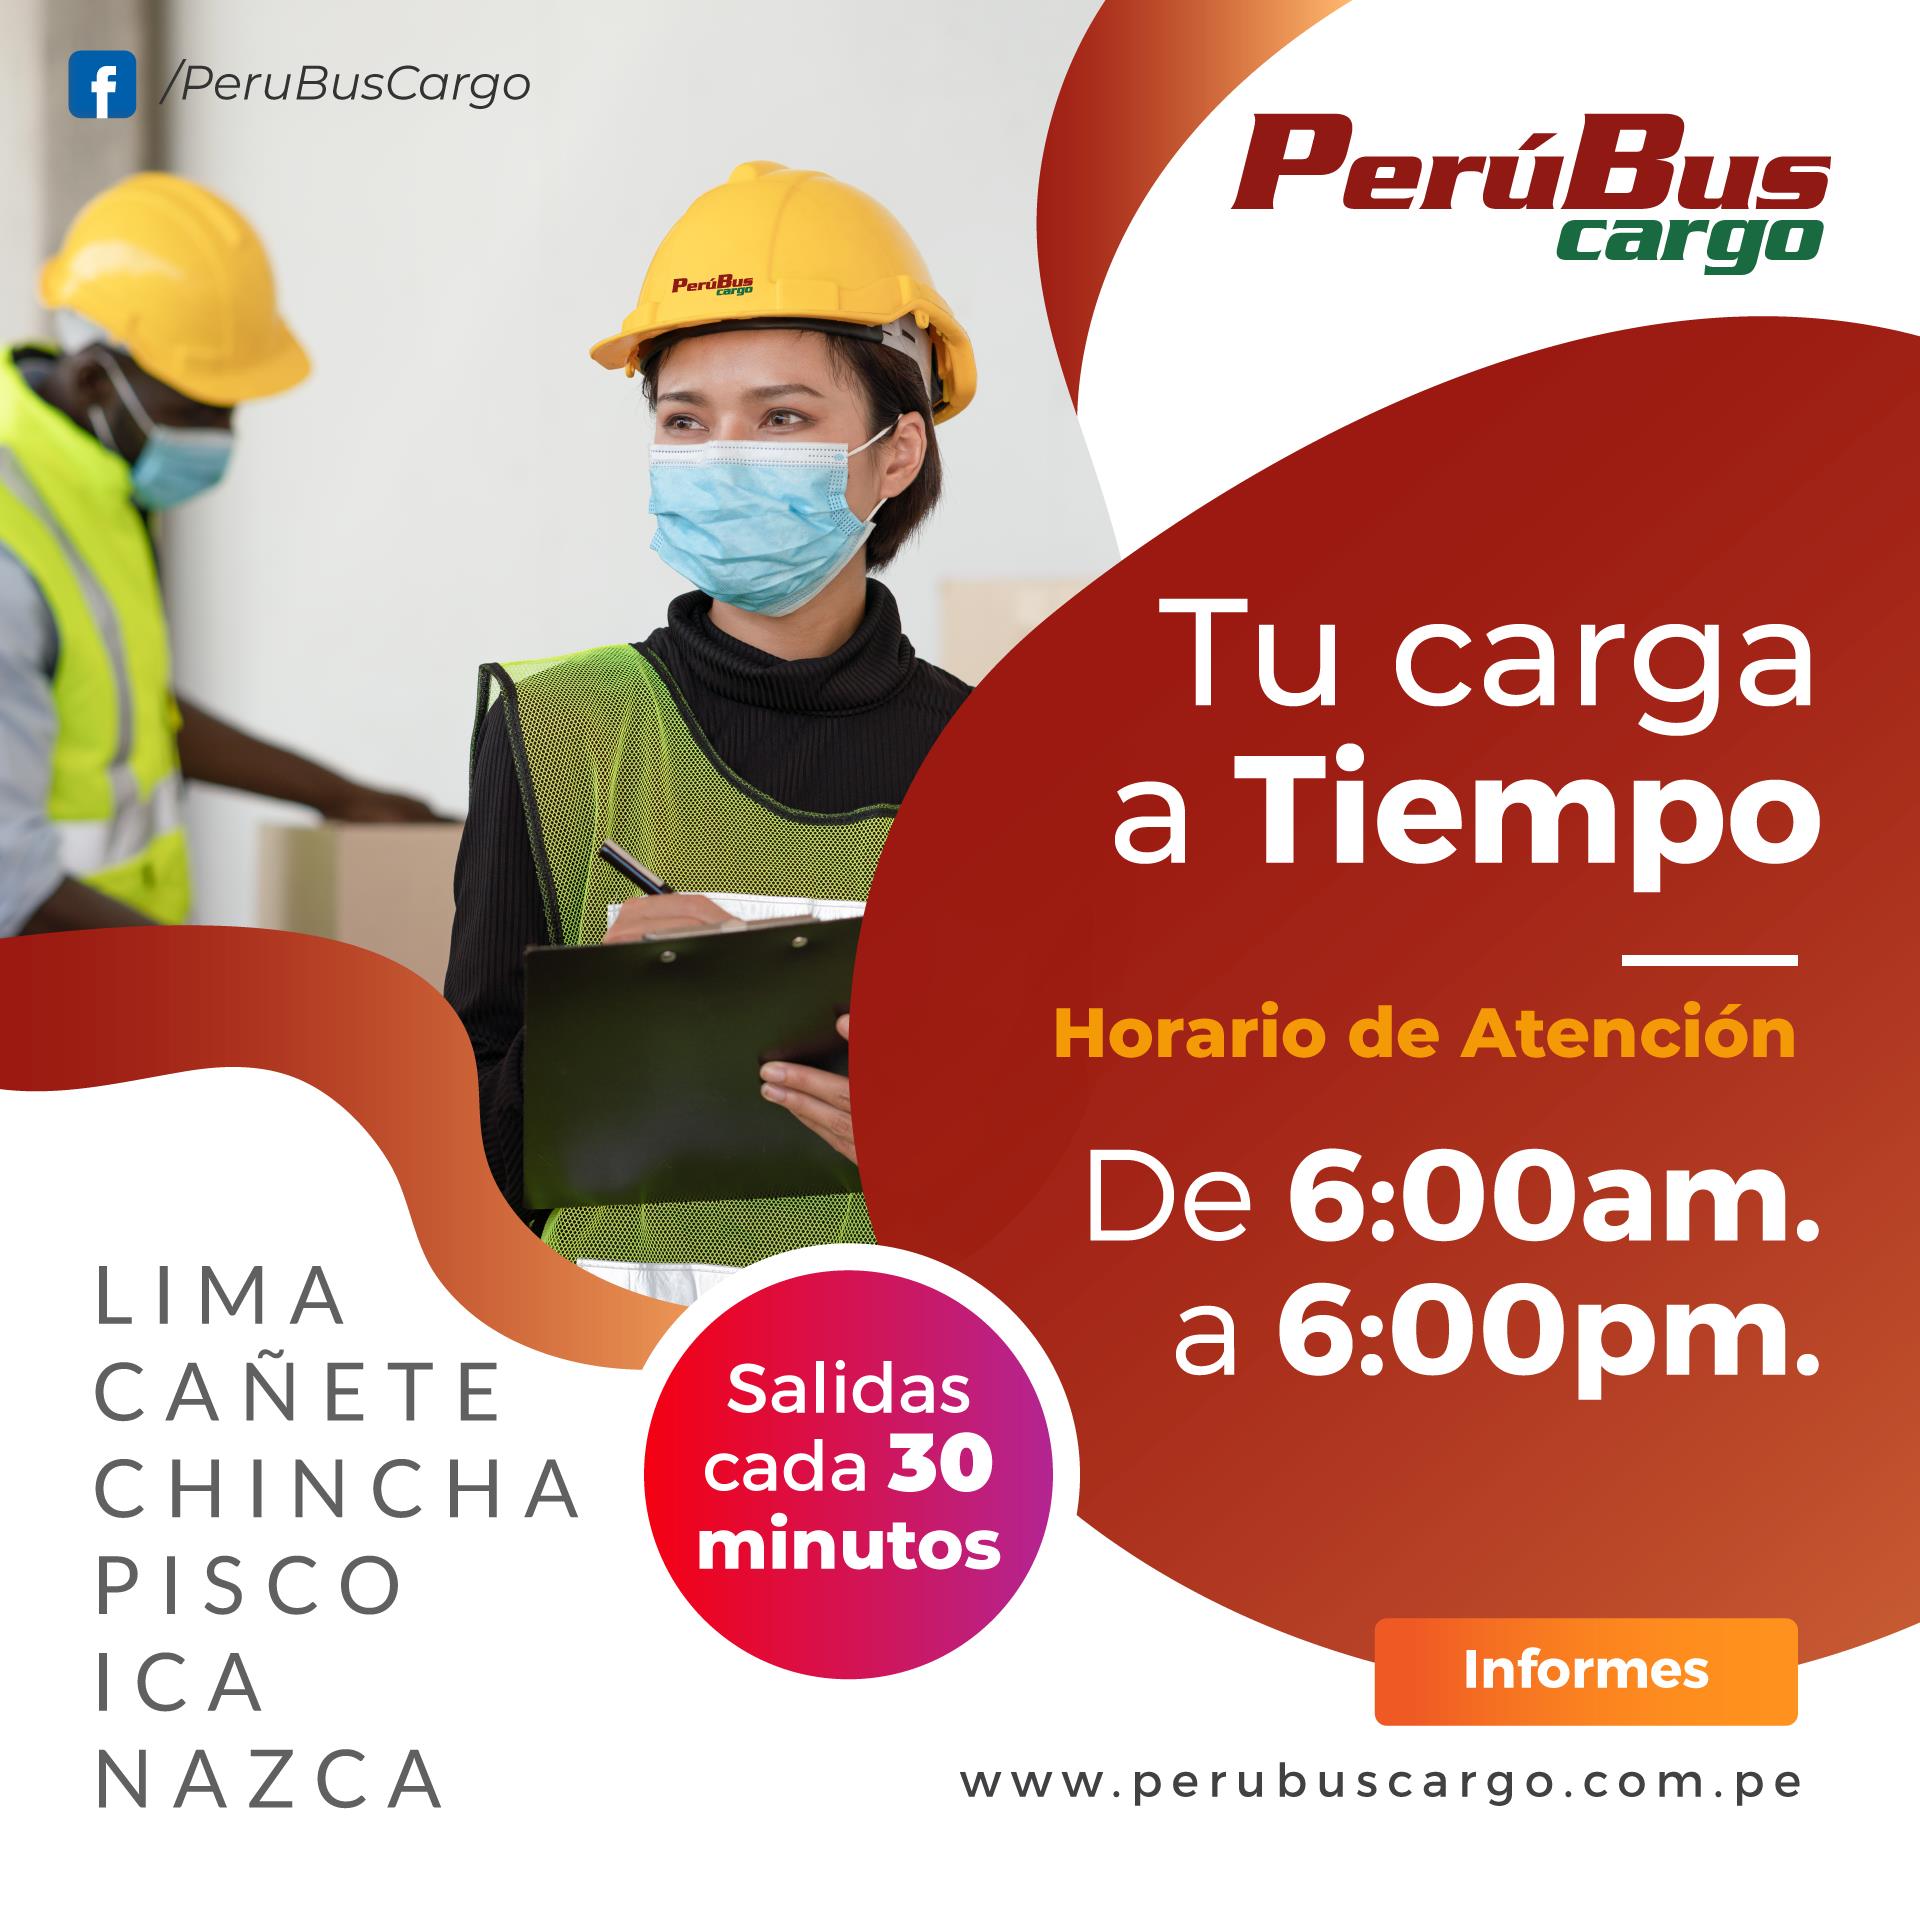 /PeruBusCargo
PerúBus
cargo
PerúBus
cargo
Tu carga
a Tiempo
Horario de Atención
De 6:00am.
a 6:00pm.
LIMA
CAÑETE
CHINCHA
PISCO
ICA
NAZCA
Salidas
cada 30
minutos
Informes
www.perubuscargo.com.pe